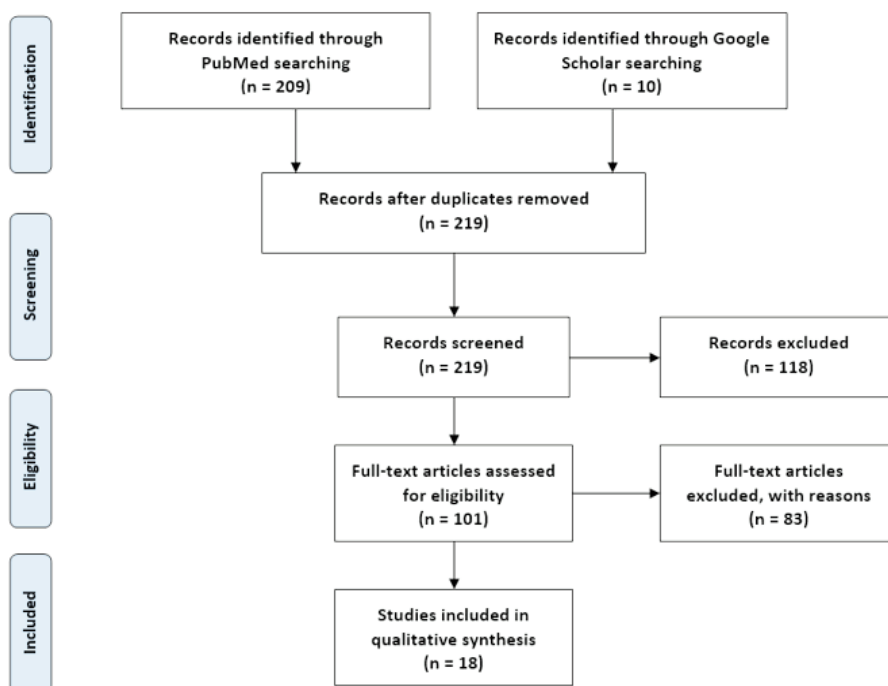 Identification
Records identified through
PubMed searching
(n = 209)
Records identified through Google
Scholar searching
(n = 10)
Records after duplicates removed
(n = 219)
Screening
Records screened
(n = 219)
Records excluded
(n = 118)
Eligibility
Full-text articles assessed
for eligibility
(n = 101)
Full-text articles
excluded, with reasons
(n = 83)
Included
Studies included in
qualitative synthesis
(n = 18)